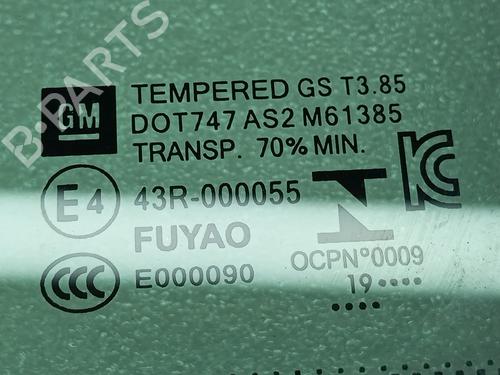 B-PARTS
GM
TEMPERED GS T3.85
DOT747 AS2 M61385
TRANSP. 70% MIN.
E4
43R-000055
FUYAO
CCC
E000090
KC
OCPN°0009
19 ....
....